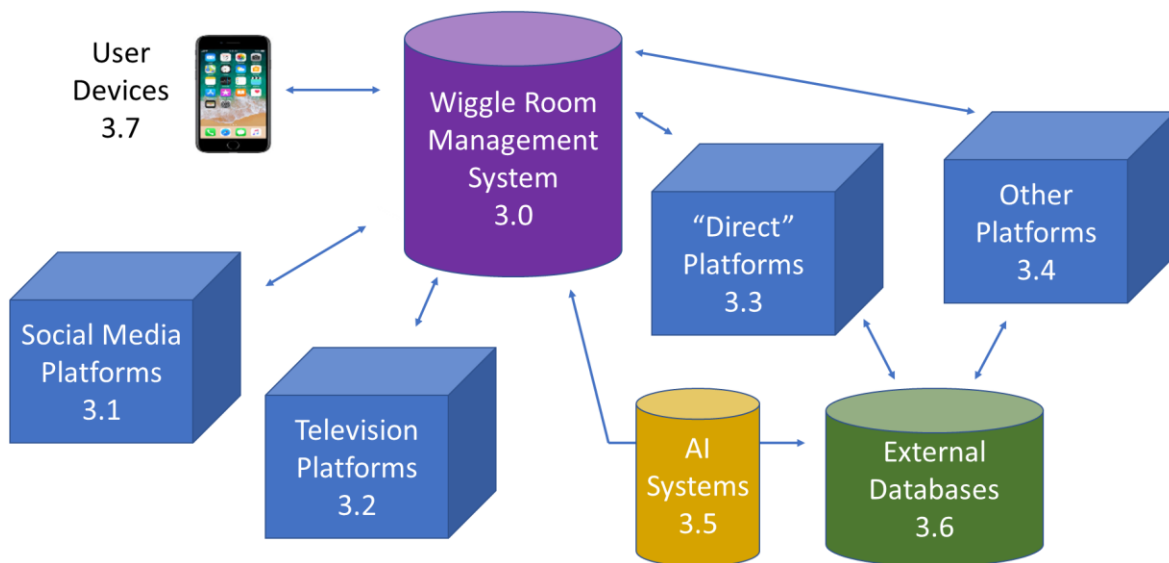 User
Devices
3.7
Wiggle Room
Management
System
3.0
“Direct”
Platforms
3.3
Other
Platforms
3.4
Social Media
Platforms
3.1
Television
Platforms
3.2
AI
Systems
3.5
External
Databases
3.6